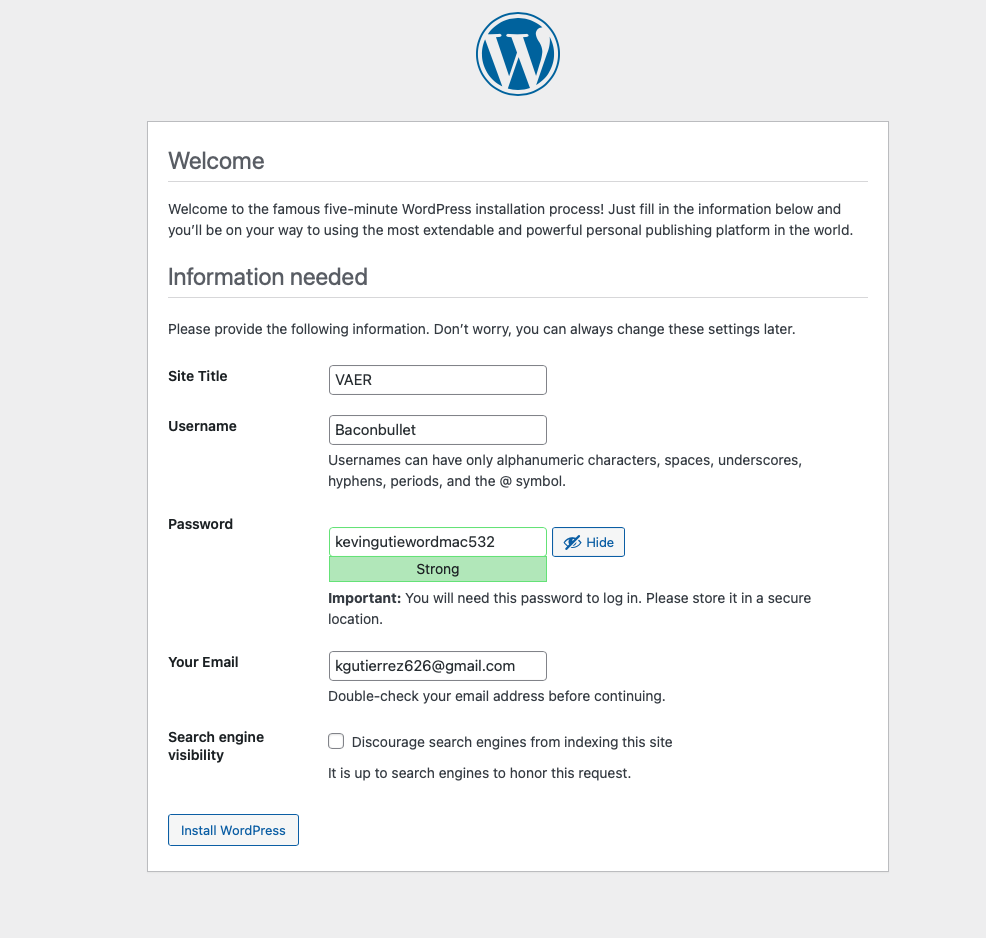 Welcome
Welcome to the famous five-minute WordPress installation process! Just fill in the information below and
you’ll be on your way to using the most extendable and powerful personal publishing platform in the world.
Information needed
Please provide the following information. Don’t worry, you can always change these settings later.
Site Title
VAER
Username
Baconbullet
Usernames can have only alphanumeric characters, spaces, underscores,
hyphens, periods, and the @ symbol.
Password
kevingutiewordmac532
Hide
Strong
Important: You will need this password to log in. Please store it in a secure
location.
Your Email
kgutierrez626@gmail.com
Double-check your email address before continuing.
Search engine
visibility
Discourage search engines from indexing this site
It is up to search engines to honor this request.
Install WordPress